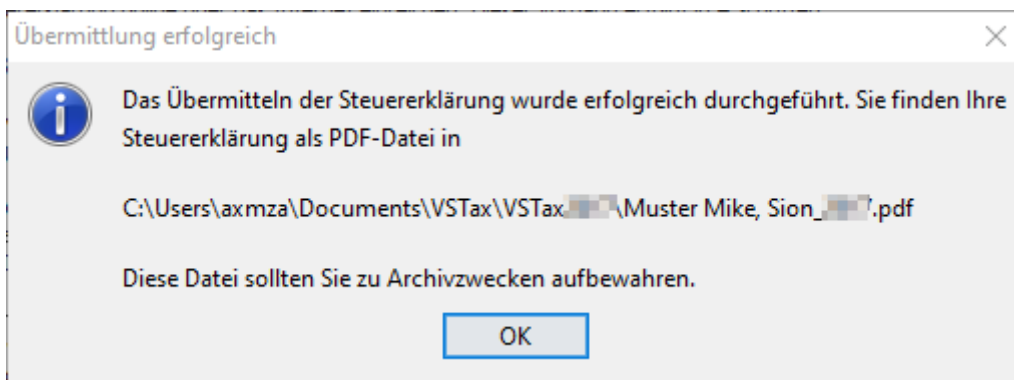 Übermittlung erfolgreich
Das Übermitteln der Steuererklärung wurde erfolgreich durchgeführt. Sie finden Ihre
Steuererklärung als PDF-Datei in
C:\Users\axmza\Documents\VSTax\VSTax\Muster Mike, Sion_.pdf
Diese Datei sollten Sie zu Archivzwecken aufbewahren.
OK